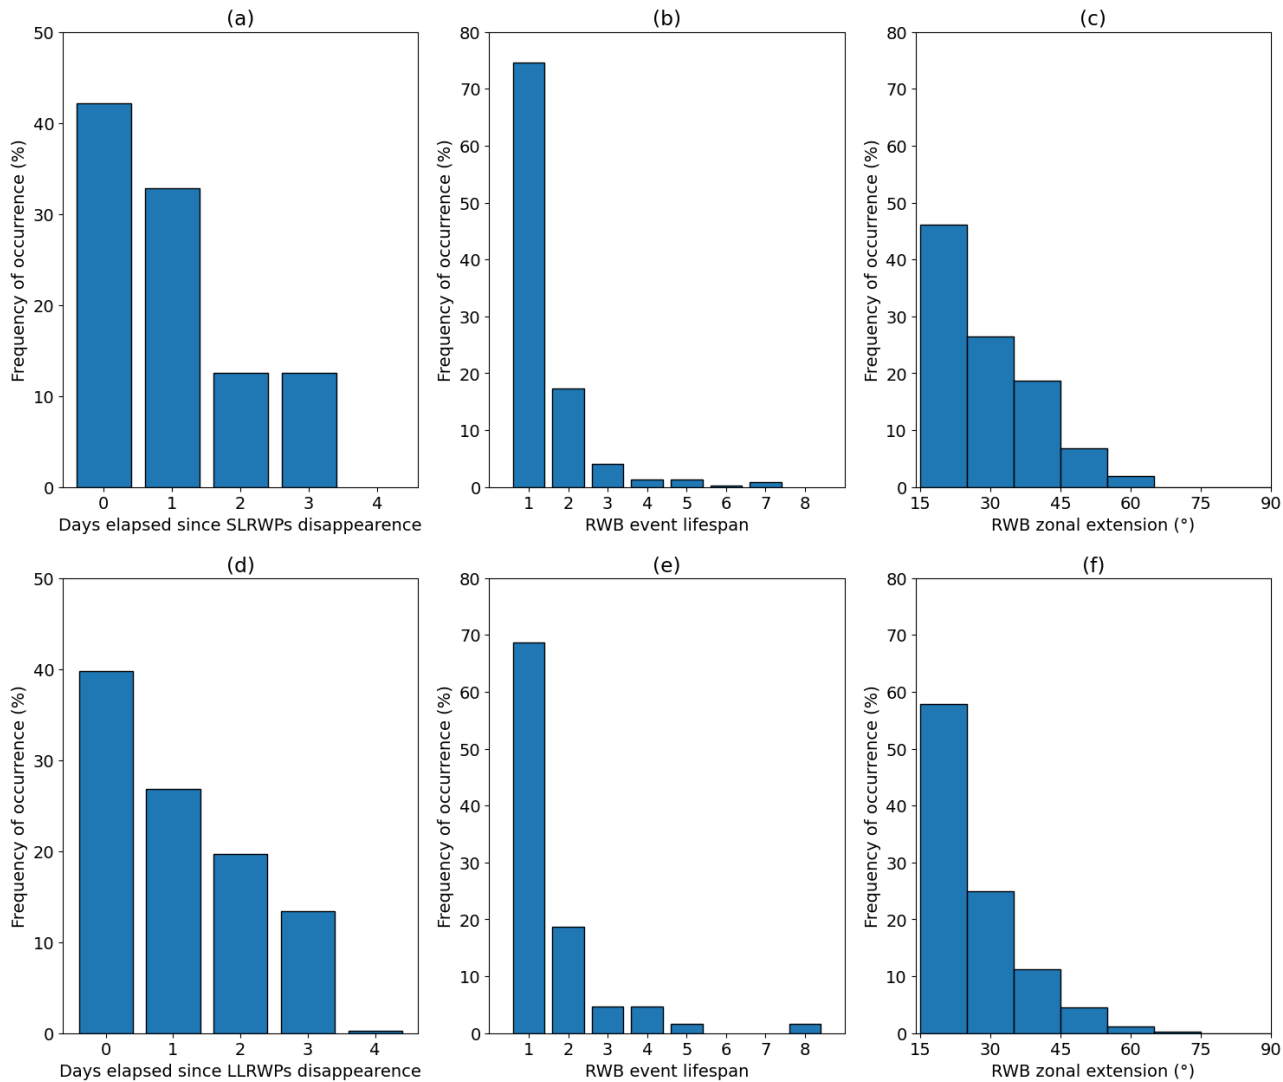 (a)
50
40
30
20
10
0
Frequency of occurrence (%)
0 1 2 3 4
Days elapsed since SLRWPs disappearence
(b)
80
70
60
50
40
30
20
10
0
Frequency of occurrence (%)
1 2 3 4 5 6 7 8
RWB event lifespan
(c)
80
70
60
50
40
30
20
10
0
Frequency of occurrence (%)
15 30 45 60 75 90
RWB zonal extension (°)
(d)
50
40
30
20
10
0
Frequency of occurrence (%)
0 1 2 3 4
Days elapsed since LLRWPs disappearence
(e)
80
70
60
50
40
30
20
10
0
Frequency of occurrence (%)
1 2 3 4 5 6 7 8
RWB event lifespan
(f)
80
70
60
50
40
30
20
10
0
Frequency of occurrence (%)
15 30 45 60 75 90
RWB zonal extension (°)